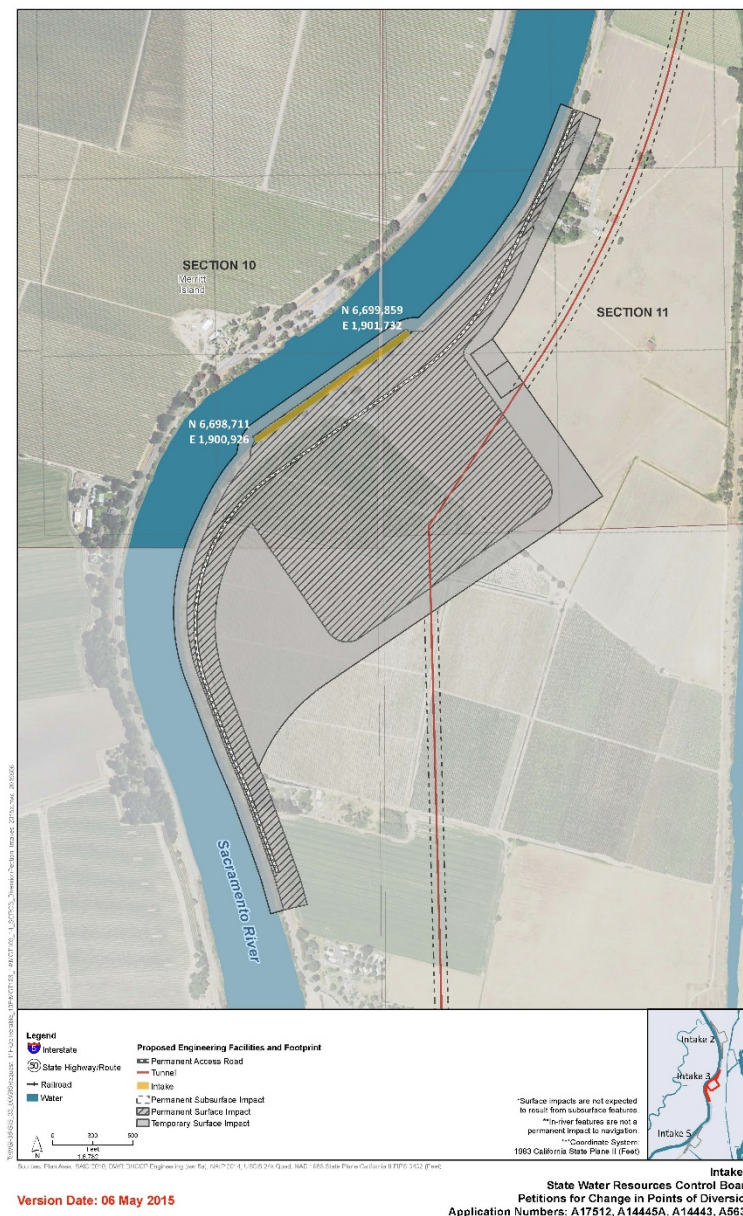 SECTION 10
Merritt
Island
SECTION 11
N 6,699,859
E 1,901,732
N 6,698,711
E 1,900,926
Sacramento River
Legend
5 Interstate
50 State Highway/Route
Railroad
Water
Proposed Engineering Facilities and Footprint
Permanent Access Road
Tunnel
Intake
Permanent Subsurface Impact
Permanent Surface Impact
Temporary Surface Impact
N
0 300 600
Feet
*Surface impacts are not expected
to result from subsurface features.
**In-river features are not a
permanent impact to navigation.
***Coordinate System:
1983 California State Plane II (Feet)
Intake 2
Intake 3
Intake 5
Version Date: 06 May 2015
Intake
State Water Resources Control Boar
Petitions for Change in Points of Diversio
Application Numbers: A17512, A14445A, A14443, A563